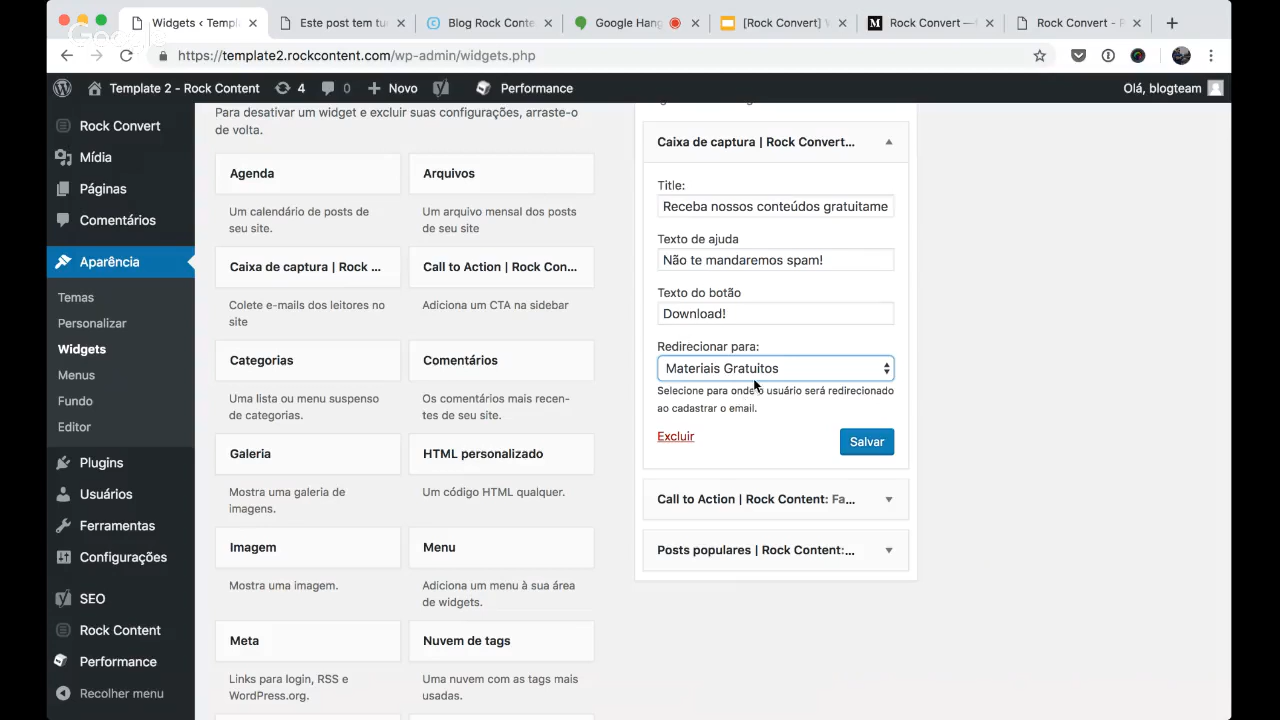 Widgets ‹ Templ
Este post tem tu
Blog Rock Conte
Google Hang
[Rock Convert]
Rock Convert —
Rock Convert - P
https://template2.rockcontent.com/wp-admin/widgets.php
Template 2 - Rock Content
4
0
Novo
Performance
Olá, blogteam
Rock Convert
Mídia
Páginas
Comentários
Aparência
Temas
Personalizar
Widgets
Menus
Fundo
Editor
Plugins
Usuários
Ferramentas
Configurações
SEO
Rock Content
Performance
Recolher menu
Para desativar um widget e excluir suas configurações, arraste-o
de volta.
Agenda
Um calendário de posts de
seu site.
Arquivos
Um arquivo mensal dos posts
de seu site
Caixa de captura | Rock ...
Colete e-mails dos leitores no
site
Call to Action | Rock Con...
Adiciona um CTA na sidebar
Categorias
Uma lista ou menu suspenso
de categorias.
Comentários
Os comentários mais recen-
tes de seu site.
Galeria
Mostra uma galeria de
imagens.
HTML personalizado
Um código HTML qualquer.
Imagem
Mostra uma imagem.
Menu
Adiciona um menu à sua área
de widgets.
Meta
Links para login, RSS e
WordPress.org.
Nuvem de tags
Uma nuvem com as tags mais
usadas.
Caixa de captura | Rock Convert...
Title:
Receba nossos conteúdos gratuitame
Texto de ajuda
Não te mandaremos spam!
Texto do botão
Download!
Redirecionar para:
Materiais Gratuitos
Selecione para onde o usuário será redirecionado
ao cadastrar o email.
Excluir
Salvar
Call to Action | Rock Content: Fa...
Posts populares | Rock Content:...